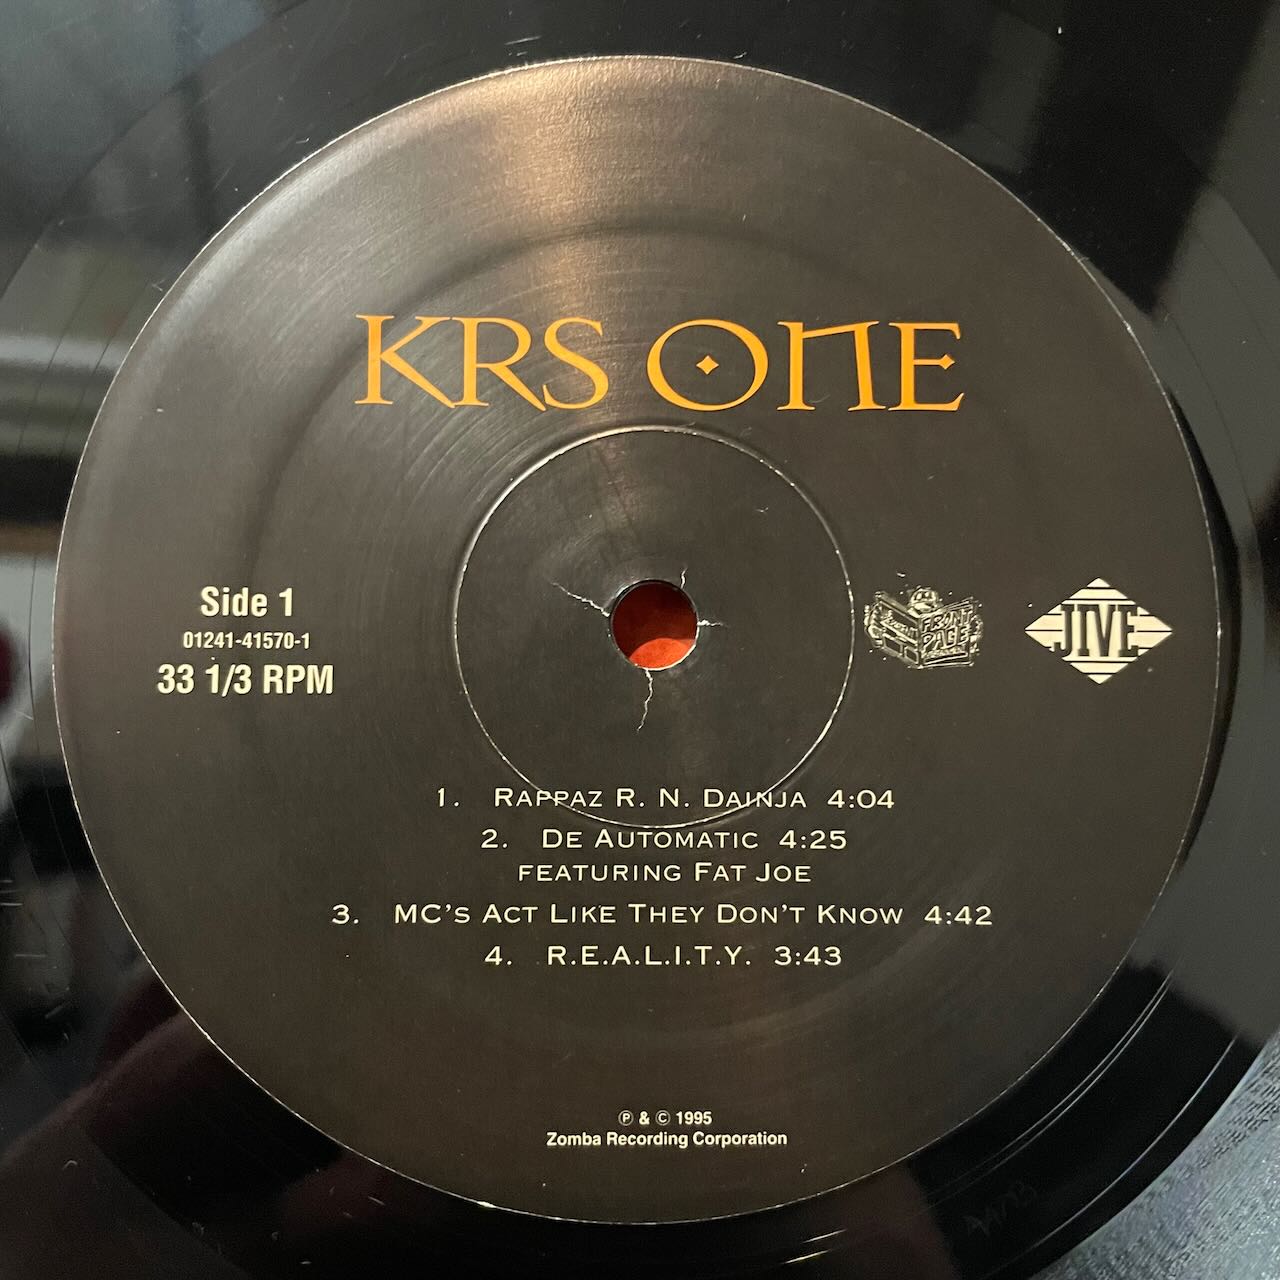 KRS ONE
Side 1
01241-41570-1
33 1/3 RPM
FRONT
PAGE
JIVE
1. RAPPAZ R. N. DAINJA 4:04
2. DE AUTOMATIC 4:25
FEATURING FAT JOE
3. MC'S ACT LIKE THEY DON'T KNOW 4:42
4. R.E.A.L.I.T.Y. 3:43
℗ & © 1995
Zomba Recording Corporation